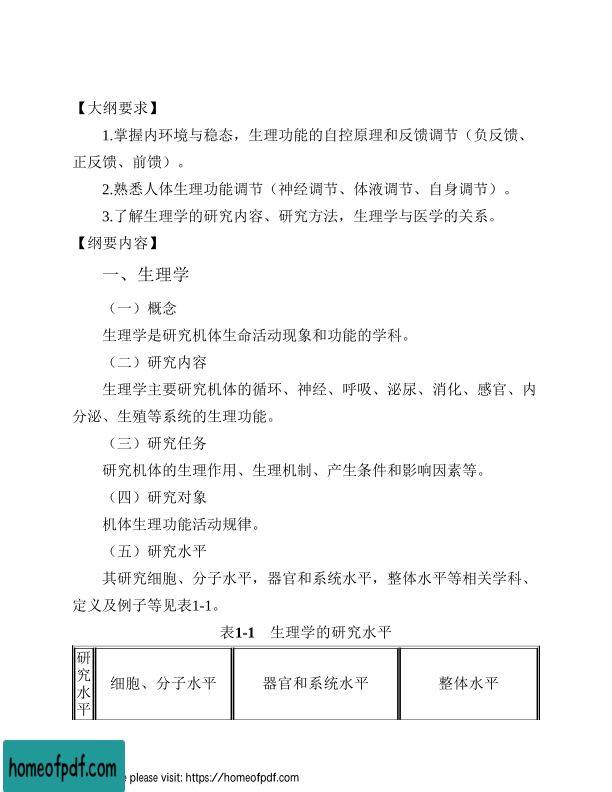 【大纲要求】
1.掌握内环境与稳态，生理功能的自控原理和反馈调节（负反馈、
正反馈、前馈）。
2.熟悉人体生理功能调节（神经调节、体液调节、自身调节）。
3.了解生理学的研究内容、研究方法，生理学与医学的关系。
【纲要内容】
一、生理学
（一）概念
生理学是研究机体生命活动现象和功能的学科。
（二）研究内容
生理学主要研究机体的循环、神经、呼吸、泌尿、消化、感官、内
分泌、生殖等系统的生理功能。
（三）研究任务
研究机体的生理作用、生理机制、产生条件和影响因素等。
（四）研究对象
机体生理功能活动规律。
（五）研究水平
其研究细胞、分子水平，器官和系统水平，整体水平等相关学科、
定义及例子等见表1-1。
表1-1 生理学的研究水平
研究水平 细胞、分子水平 器官和系统水平 整体水平
homeofpdf.com
e please visit: https://homeofpdf.com